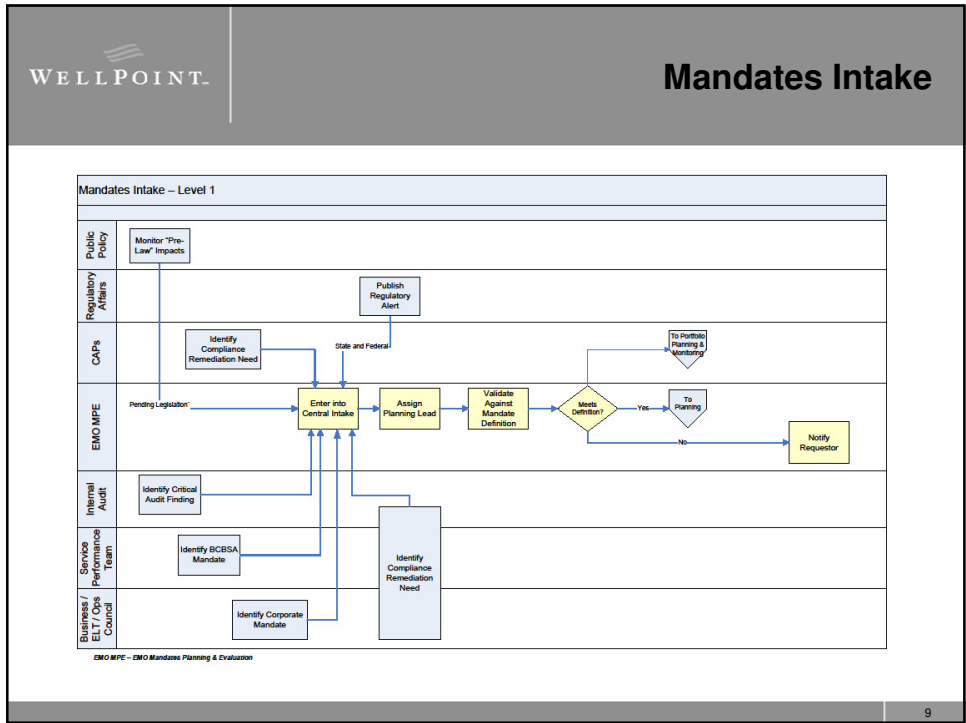 WELLPOINT™
Mandates Intake
Mandates Intake – Level 1
Public
Policy
Monitor "Pre-
Law" Impacts
Regulatory
Affairs
Publish
Regulatory
Alert
CAPs
Identify
Compliance
Remediation Need
State and Federal
To Portfolio
Planning &
Monitoring
EMO MPE
Pending Legislation
Enter into
Central Intake
Assign
Planning Lead
Validate
Against
Mandate
Definition
Meets
Definition?
Yes
To
Planning
No
Notify
Requestor
Internal
Audit
Identify Critical
Audit Finding
Service
Performance
Team
Identify BCBSA
Mandate
Identify
Compliance
Remediation
Need
Business /
ELT / Ops
Council
Identify Corporate
Mandate
EMO MPE – EMO Mandates Planning & Evaluation
9